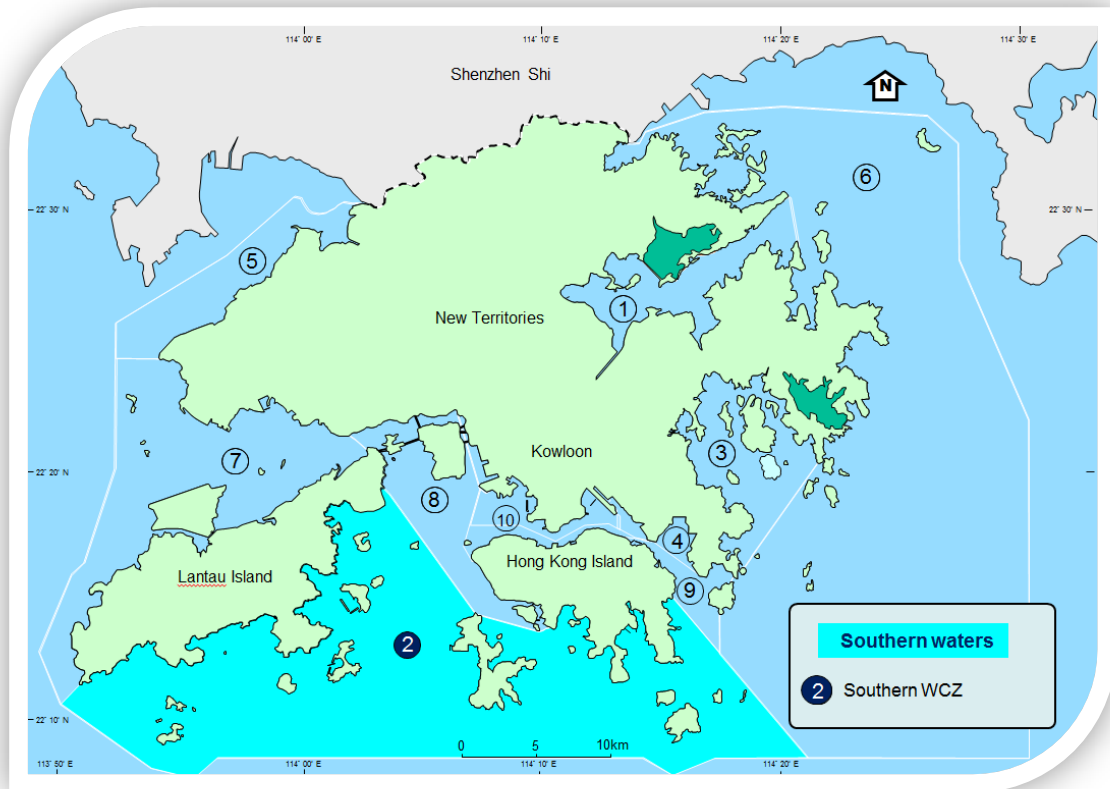 114° 00' E
114° 10' E
114° 20' E
114° 30' E
Shenzhen Shi
N
6
22° 30' N
22° 30' N
5
1
New Territories
3
Kowloon
7
22° 20' N
8
10
4
Hong Kong Island
Lantau Island
9
2
Southern waters
2 Southern WCZ
22° 10' N
0 5 10km
113° 50' E
114° 00' E
114° 10' E
114° 20' E